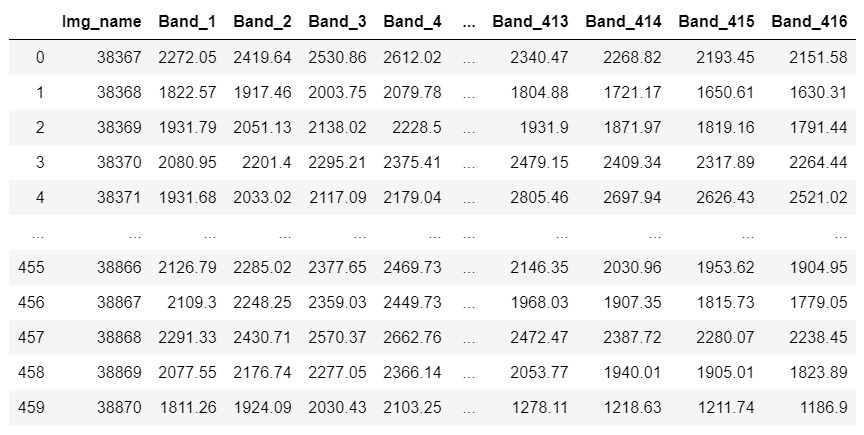 Img_name Band_1 Band_2 Band_3 Band_4 ... Band_413 Band_414 Band_415 Band_416
0 38367 2272.05 2419.64 2530.86 2612.02 ... 2340.47 2268.82 2193.45 2151.58
1 38368 1822.57 1917.46 2003.75 2079.78 ... 1804.88 1721.17 1650.61 1630.31
2 38369 1931.79 2051.13 2138.02 2228.5 ... 1931.9 1871.97 1819.16 1791.44
3 38370 2080.95 2201.4 2295.21 2375.41 ... 2479.15 2409.34 2317.89 2264.44
4 38371 1931.68 2033.02 2117.09 2179.04 ... 2805.46 2697.94 2626.43 2521.02
... ... ... ... ... ... ... ... ... ... ...
455 38866 2126.79 2285.02 2377.65 2469.73 ... 2146.35 2030.96 1953.62 1904.95
456 38867 2109.3 2248.25 2359.03 2449.73 ... 1968.03 1907.35 1815.73 1779.05
457 38868 2291.33 2430.71 2570.37 2662.76 ... 2472.47 2387.72 2280.07 2238.45
458 38869 2077.55 2176.74 2277.05 2366.14 ... 2053.77 1940.01 1905.01 1823.89
459 38870 1811.26 1924.09 2030.43 2103.25 ... 1278.11 1218.63 1211.74 1186.9